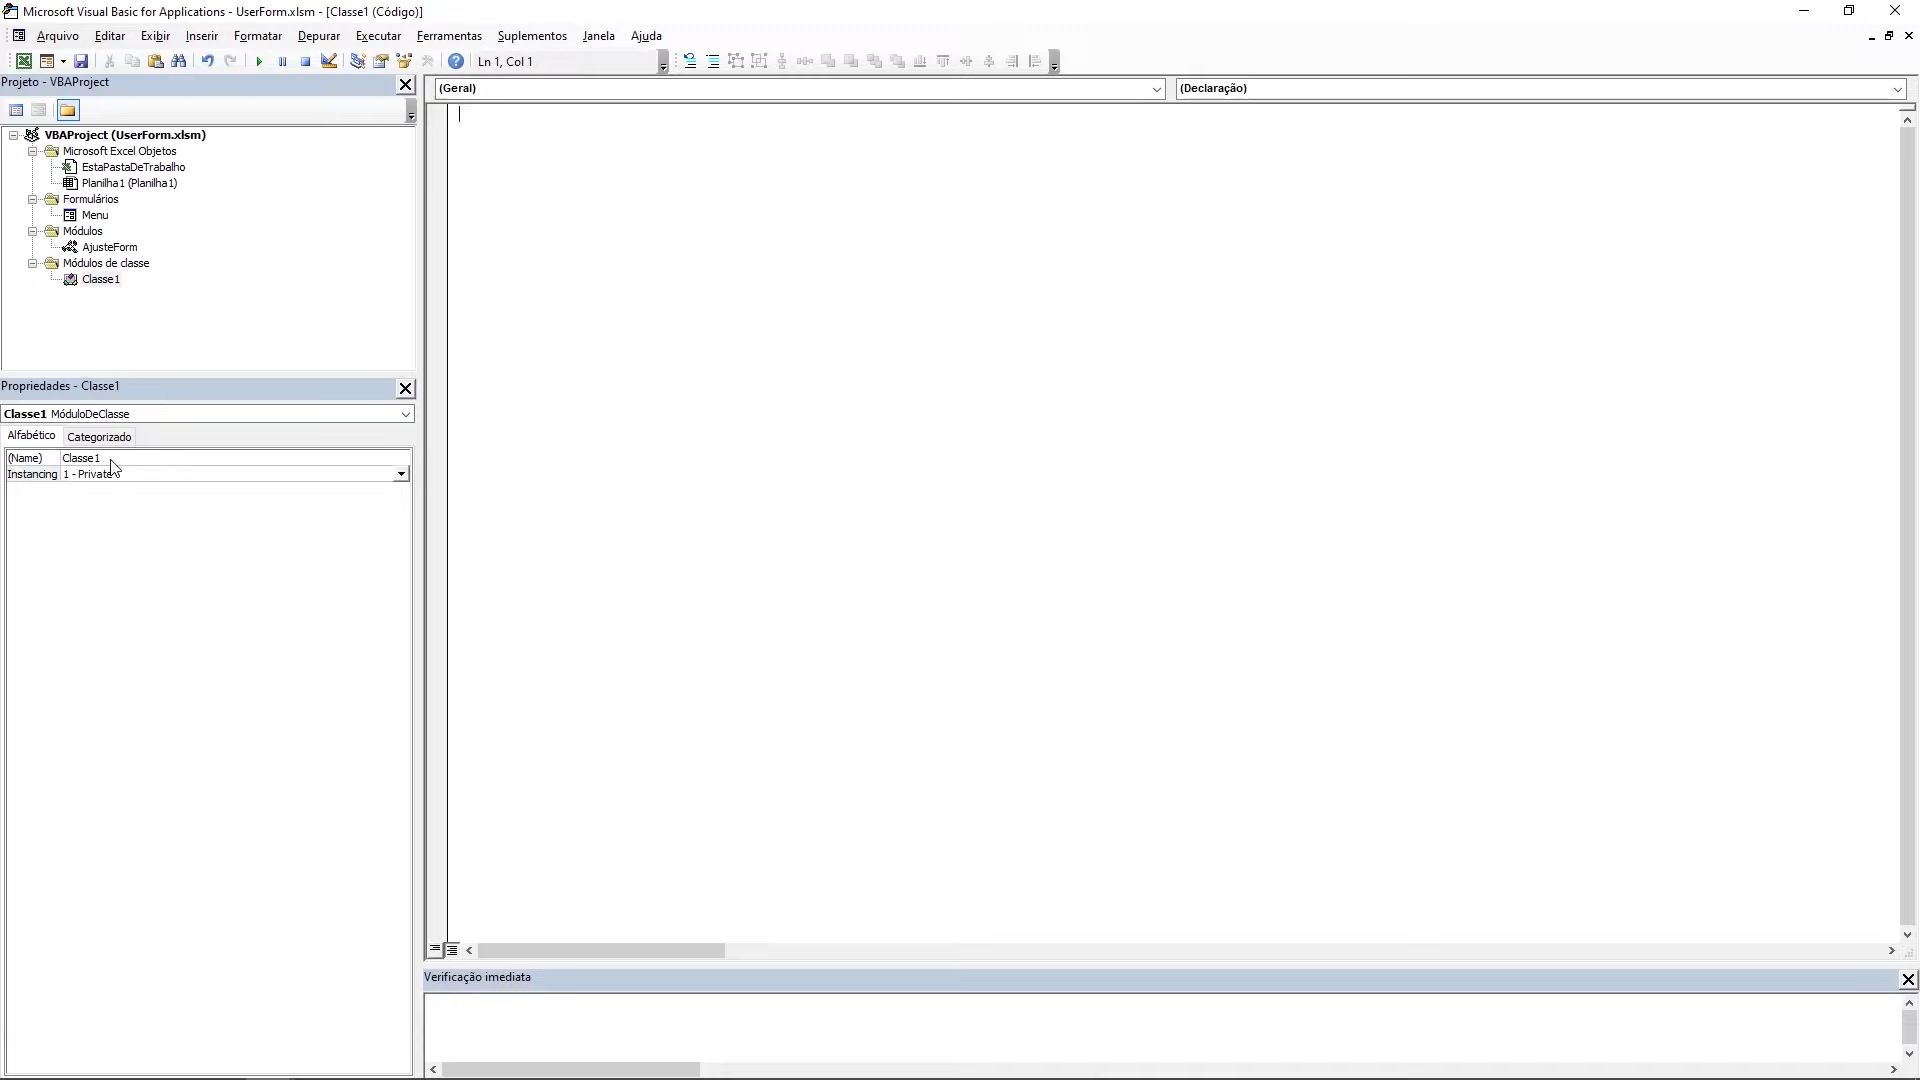 Microsoft Visual Basic for Applications - UserForm.xlsm - [Classe1 (Código)]
Arquivo Editar Exibir Inserir Formatar Depurar Executar Ferramentas Suplementos Janela Ajuda
Ln 1, Col 1
Projeto - VBAProject
(Geral) (Declaração)
VBAProject (UserForm.xlsm)
Microsoft Excel Objetos
EstaPastaDeTrabalho
Planilha1 (Planilha1)
Formulários
Menu
Módulos
AjusteForm
Módulos de classe
Classe1
Propriedades - Classe1
Classe1 MóduloDeClasse
Alfabético Categorizado
(Name) Classe1
Instancing 1 - Private
Verificação imediata